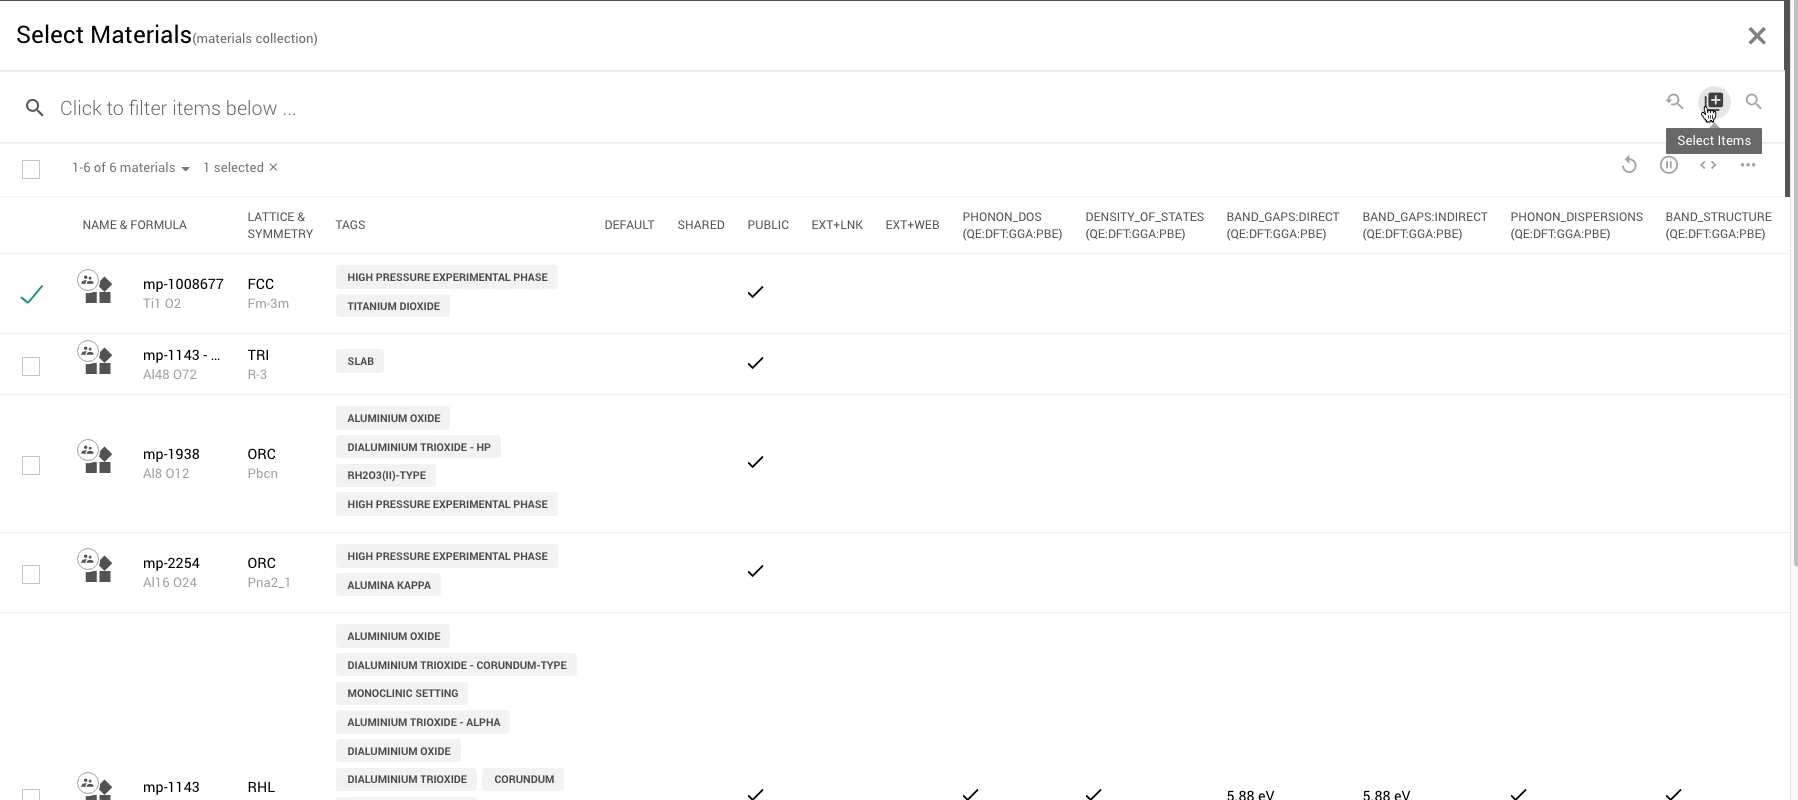 Select Materials(materials collection)
Click to filter items below ...
Select Items
1-6 of 6 materials 1 selected ×
NAME & FORMULA LATTICE & SYMMETRY TAGS DEFAULT SHARED PUBLIC EXT+LNK EXT+WEB PHONON_DOS (QE:DFT:GGA:PBE) DENSITY_OF_STATES (QE:DFT:GGA:PBE) BAND_GAPS:DIRECT (QE:DFT:GGA:PBE) BAND_GAPS:INDIRECT (QE:DFT:GGA:PBE) PHONON_DISPERSIONS (QE:DFT:GGA:PBE) BAND_STRUCTURE (QE:DFT:GGA:PBE)
mp-1008677 FCC HIGH PRESSURE EXPERIMENTAL PHASE
Ti1 O2 Fm-3m TITANIUM DIOXIDE
mp-1143 - ... TRI SLAB
Al48 O72 R-3
ALUMINIUM OXIDE
DIALUMINIUM TRIOXIDE - HP
mp-1938 ORC
Al8 O12 Pbcn RH2O3(II)-TYPE
HIGH PRESSURE EXPERIMENTAL PHASE
mp-2254 ORC HIGH PRESSURE EXPERIMENTAL PHASE
Al16 O24 Pna2_1 ALUMINA KAPPA
ALUMINIUM OXIDE
DIALUMINIUM TRIOXIDE - CORUNDUM-TYPE
MONOCLINIC SETTING
ALUMINIUM TRIOXIDE - ALPHA
DIALUMINIUM OXIDE
DIALUMINIUM TRIOXIDE CORUNDUM
mp-1143 RHL 5.88 eV 5.88 eV